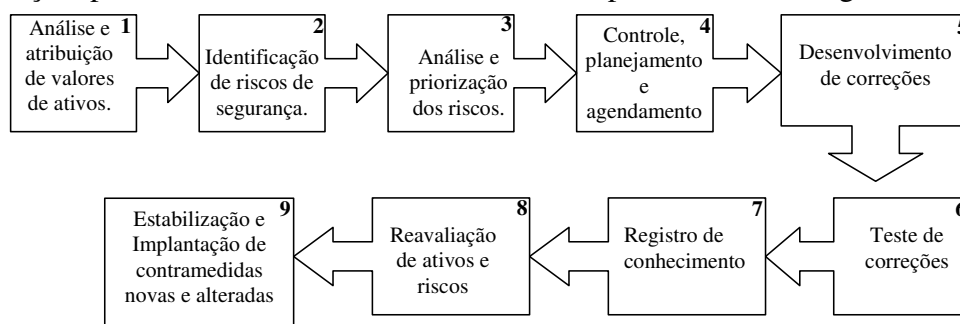 Análise e 1
atribuição
de valores
de ativos.
2
Identificação
de riscos de
segurança.
3
Análise e
priorização
dos riscos.
Controle, 4
planejamento
e
agendamento
5
Desenvolvimento
de correções
9
Estabilização e
Implantação de
contramedidas
novas e alteradas
8
Reavaliação
de ativos e
riscos
7
Registro de
conhecimento
6
Teste de
correções